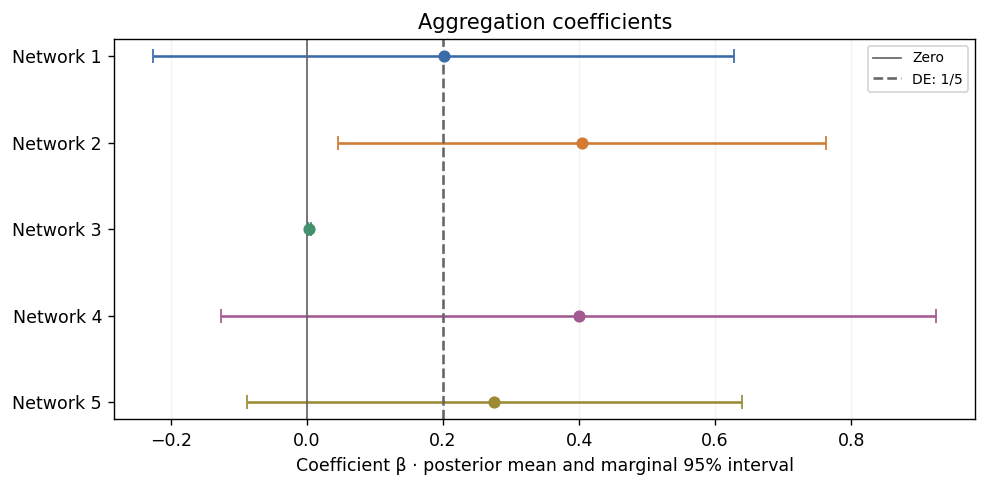 Aggregation coefficients
Network 1
Network 2
Network 3
Network 4
Network 5
Zero
DE: 1/5
−0.2 0.0 0.2 0.4 0.6 0.8
Coefficient β · posterior mean and marginal 95% interval